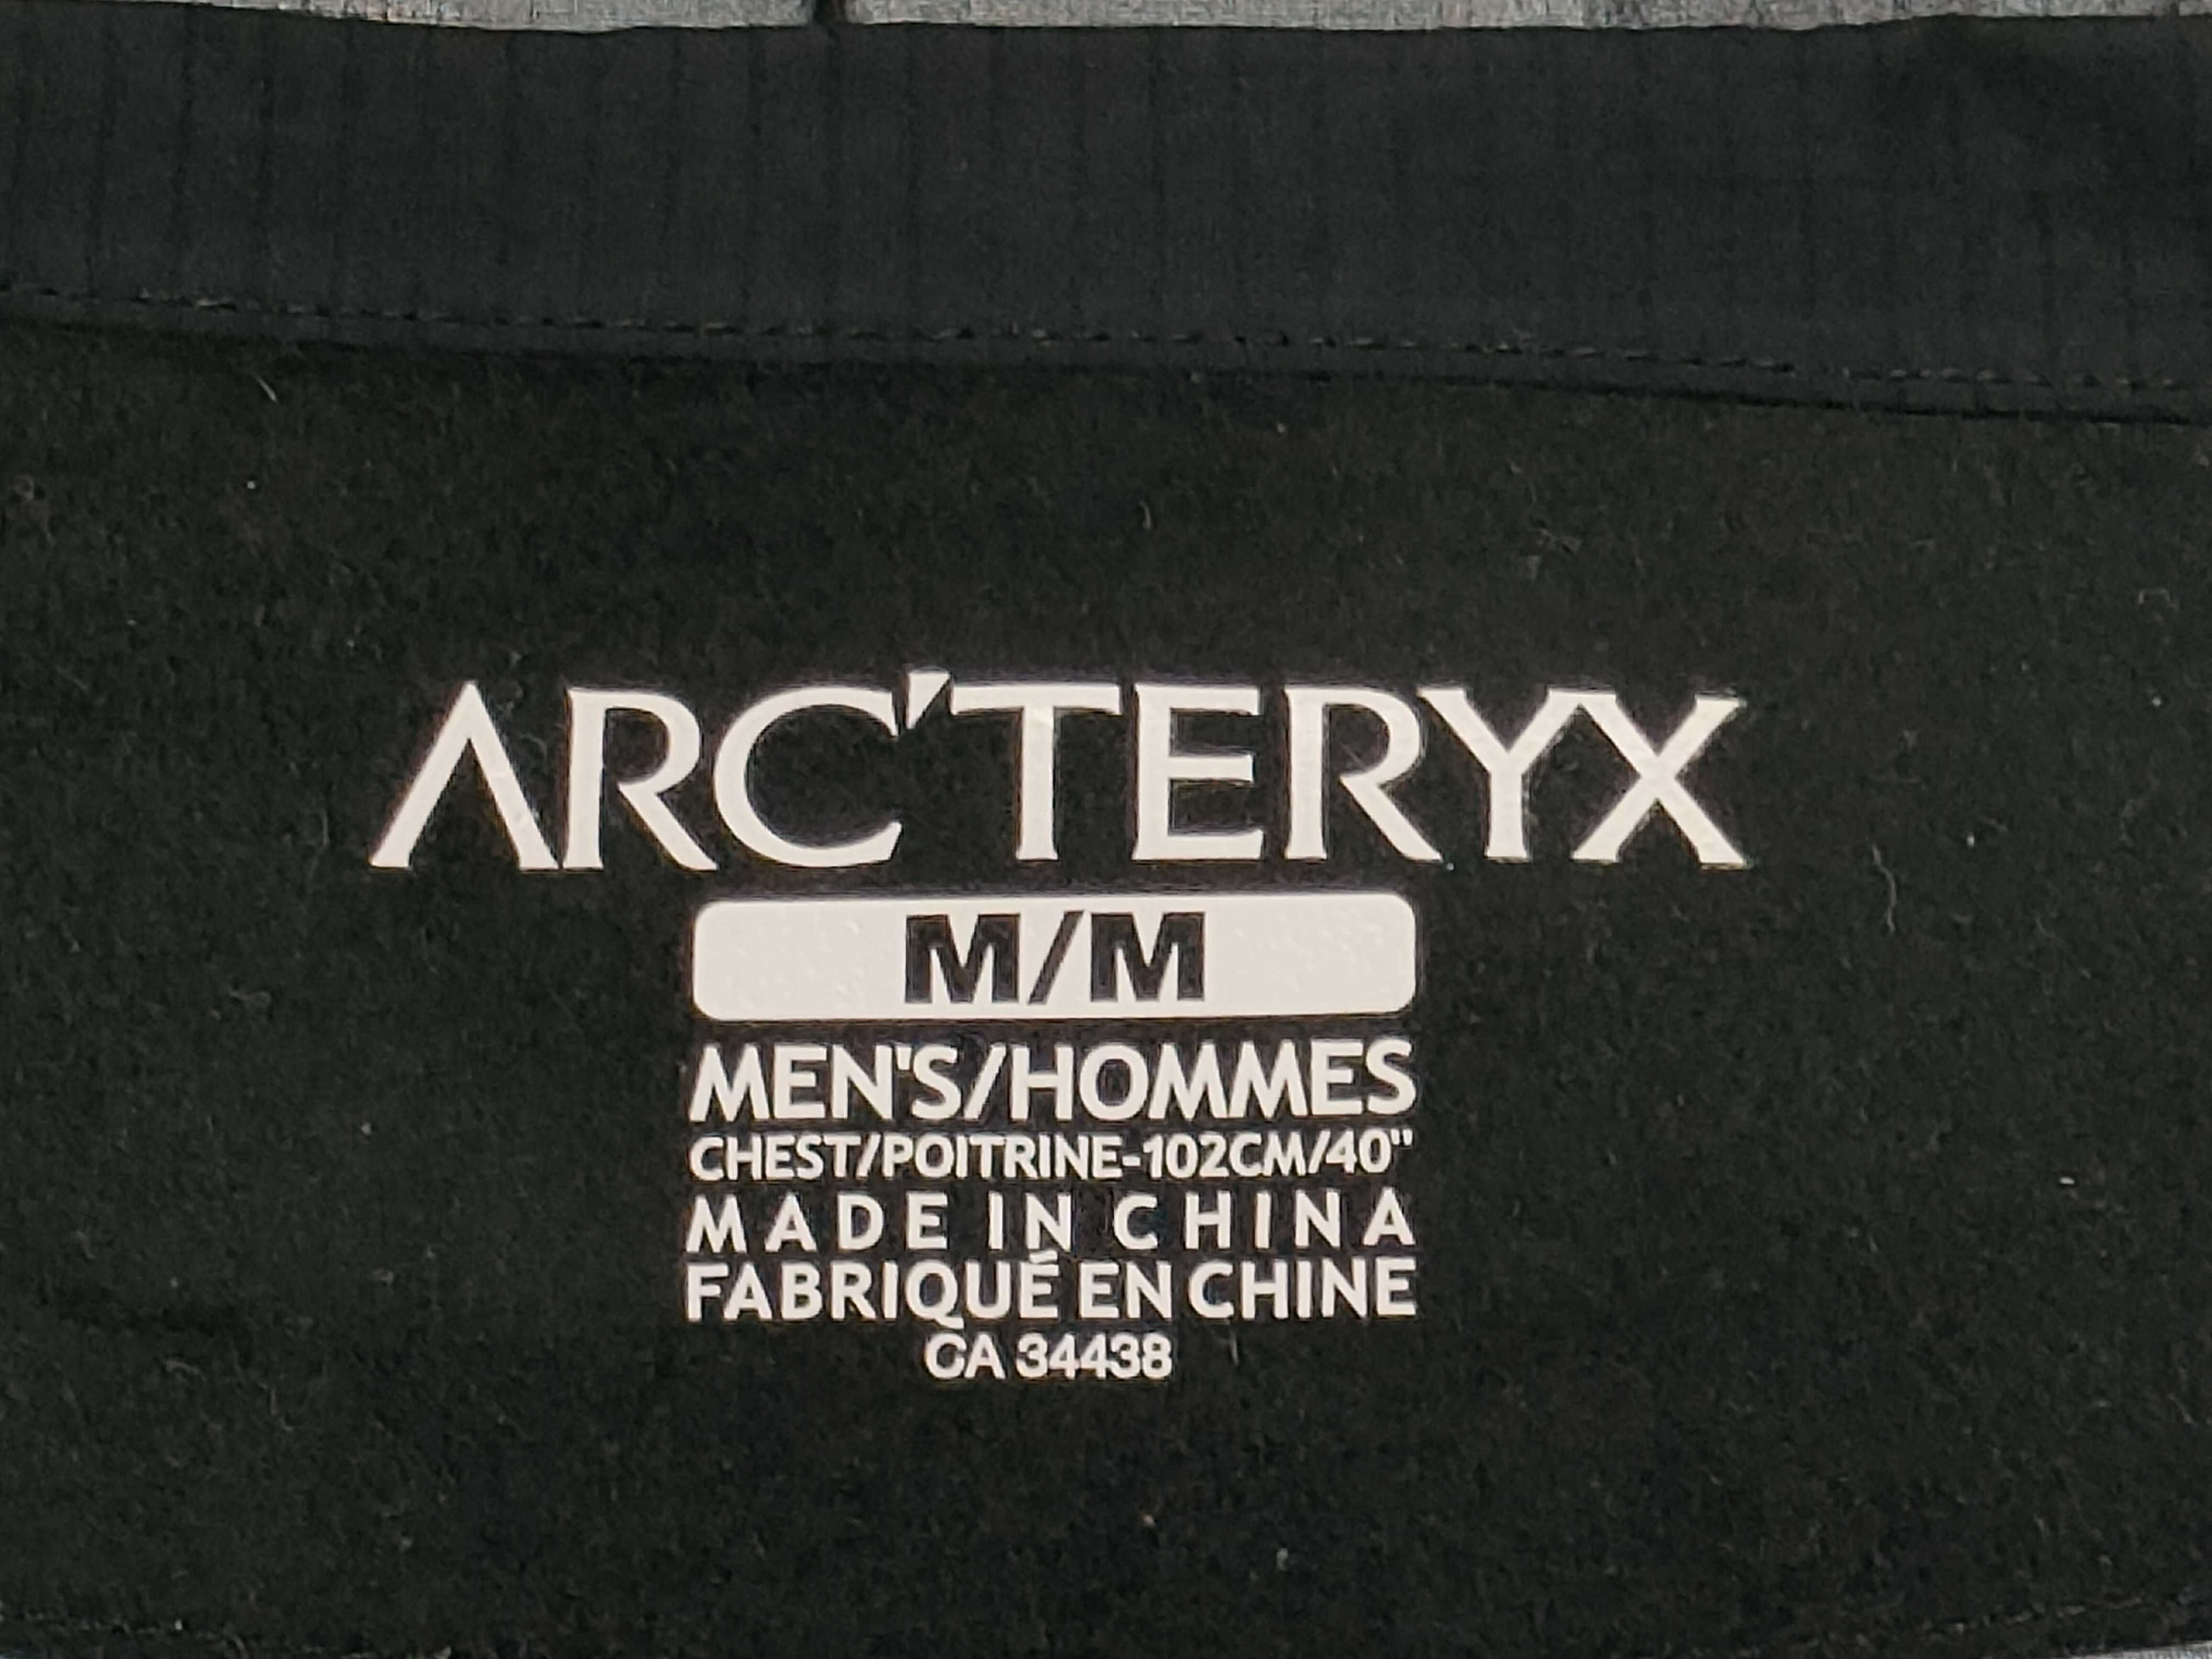 ARC'TERYX
M/M
MEN'S/HOMMES
CHEST/POITRINE-102CM/40"
MADE IN CHINA
FABRIQUÉ EN CHINE
CA 34438